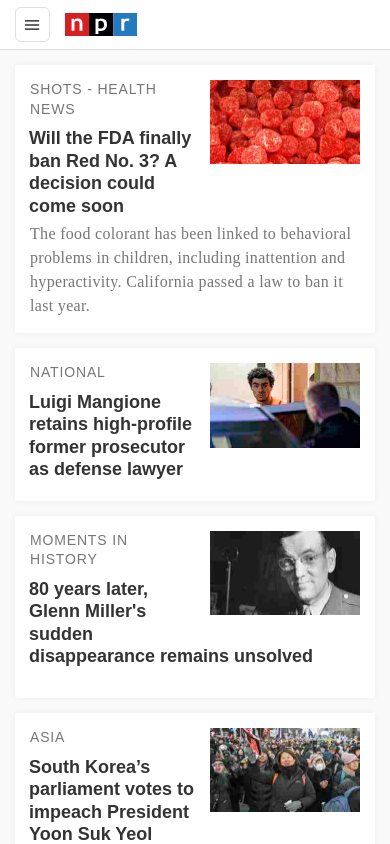 npr
SHOTS - HEALTH
NEWS
Will the FDA finally
ban Red No. 3? A
decision could
come soon
The food colorant has been linked to behavioral
problems in children, including inattention and
hyperactivity. California passed a law to ban it
last year.
NATIONAL
Luigi Mangione
retains high-profile
former prosecutor
as defense lawyer
MOMENTS IN
HISTORY
80 years later,
Glenn Miller's
sudden
disappearance remains unsolved
ASIA
South Korea’s
parliament votes to
impeach President
Yoon Suk Yeol